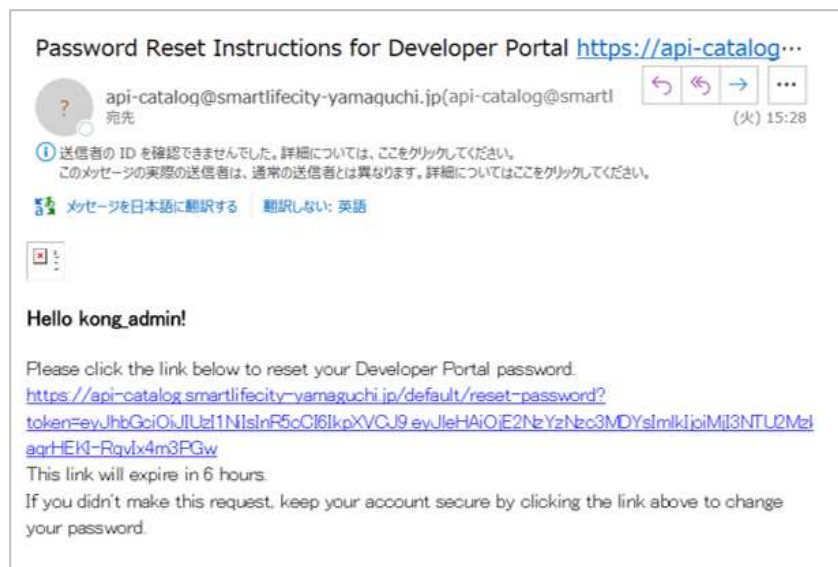 Password Reset Instructions for Developer Portal https://api-catalog…
?
api-catalog@smartlifecity-yamaguchi.jp(api-catalog@smartl
宛先
(火) 15:28
送信者の ID を確認できませんでした。詳細については、ここをクリックしてください。
このメッセージの実際の送信者は、通常の送信者とは異なります。詳細についてはここをクリックしてください。
メッセージを日本語に翻訳する 翻訳しない: 英語
Hello kong_admin!
Please click the link below to reset your Developer Portal password.
https://api-catalog.smartlifecity-yamaguchi.jp/default/reset-password?
This link will expire in 6 hours.
If you didn't make this request, keep your account secure by clicking the link above to change
your password.